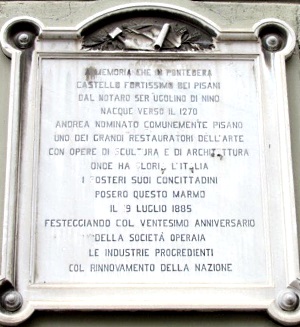 A MEMORIA CHE IN PONTEDERA
CASTELLO FORTISSIMO DEI PISANI
DAL NOTARO SER UGOLINO DI NINO
NACQUE VERSO IL 1270
ANDREA NOMINATO COMUNEMENTE PISANO
UNO DEI GRANDI RESTAURATORI DELL'ARTE
CON OPERE DI SCULTURA E DI ARCHITETTURA
ONDE HA GLORIA L'ITALIA
I POSTERI SUOI CONCITTADINI
POSERO QUESTO MARMO
IL 19 LUGLIO 1885
FESTEGGIANDO COL VENTESIMO ANNIVERSARIO
DELLA SOCIETÁ OPERAIA
LE INDUSTRIE PROGREDIENTI
COL RINNOVAMENTO DELLA NAZIONE